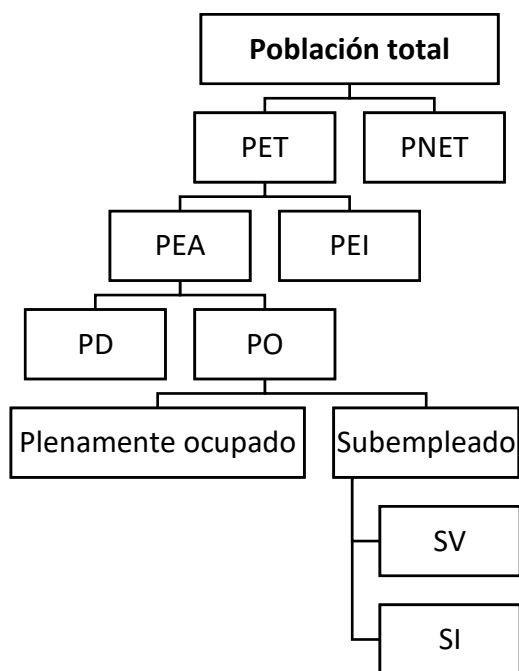 Población total
PET
PNET
PEA
PEI
PD
PO
Plenamente ocupado
Subempleado
SV
SI